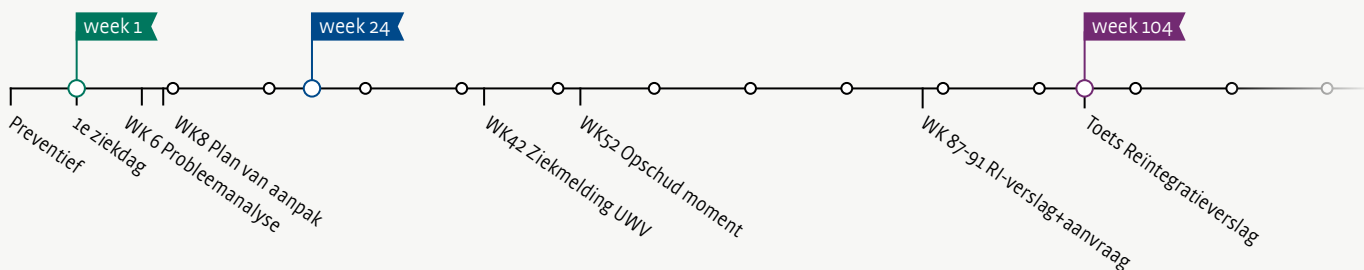 week 1
week 24
week 104
Preventief
1e ziekdag
WK 6 Probleemanalyse
WK8 Plan van aanpak
WK42 Ziekmelding UWV
WK52 Opschud moment
WK 87-91 RI-verslag+aanvraag
Toets Reïntegratieverslag